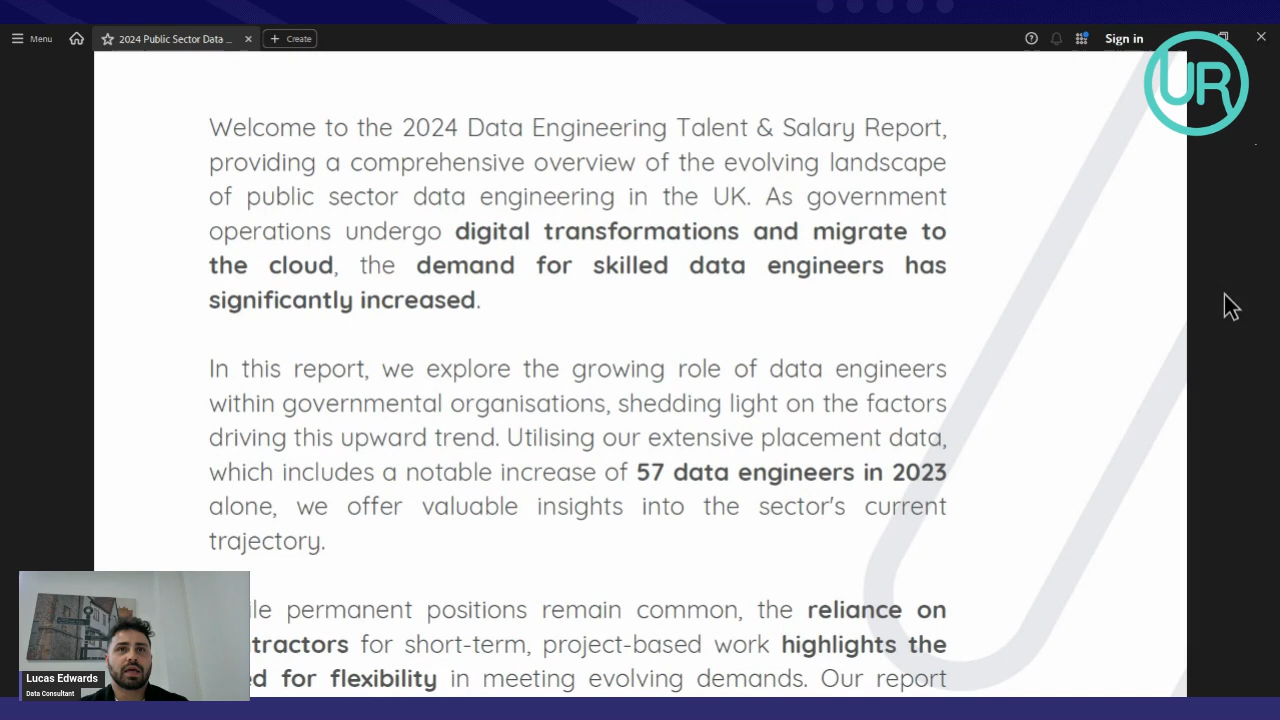 Menu
2024 Public Sector Data ...
Create
Sign in
UR
Welcome to the 2024 Data Engineering Talent & Salary Report,
providing a comprehensive overview of the evolving landscape
of public sector data engineering in the UK. As government
operations undergo digital transformations and migrate to
the cloud, the demand for skilled data engineers has
significantly increased.
In this report, we explore the growing role of data engineers
within governmental organisations, shedding light on the factors
driving this upward trend. Utilising our extensive placement data,
which includes a notable increase of 57 data engineers in 2023
alone, we offer valuable insights into the sector's current
trajectory.
permanent positions remain common, the reliance on
for short-term, project-based work highlights the
for flexibility in meeting evolving demands. Our report
Lucas Edwards
Data Consultant